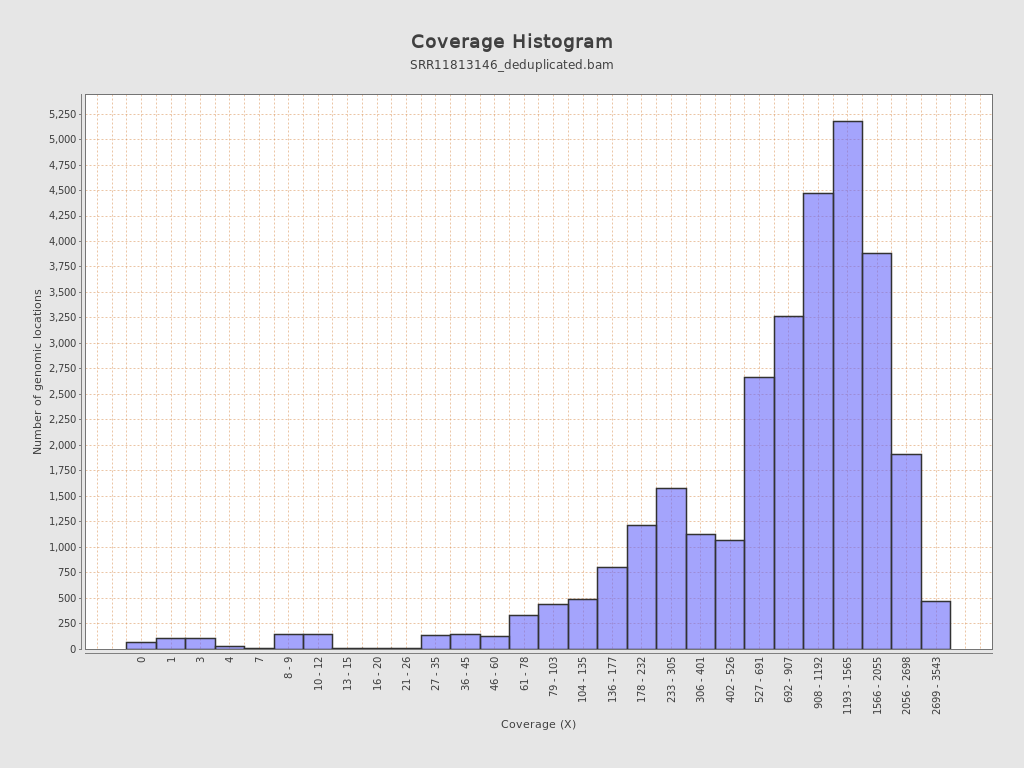 Coverage Histogram
SRR11813146_deduplicated.bam
Number of genomic locations
5,250
5,000
4,750
4,500
4,250
4,000
3,750
3,500
3,250
3,000
2,750
2,500
2,250
2,000
1,750
1,500
1,250
1,000
750
500
250
0
0
1
3
4
7
8 - 9
10 - 12
13 - 15
16 - 20
21 - 26
27 - 35
36 - 45
46 - 60
61 - 78
79 - 103
104 - 135
136 - 177
178 - 232
233 - 305
306 - 401
402 - 526
527 - 691
692 - 907
908 - 1192
1193 - 1565
1566 - 2055
2056 - 2698
2699 - 3543
Coverage (X)